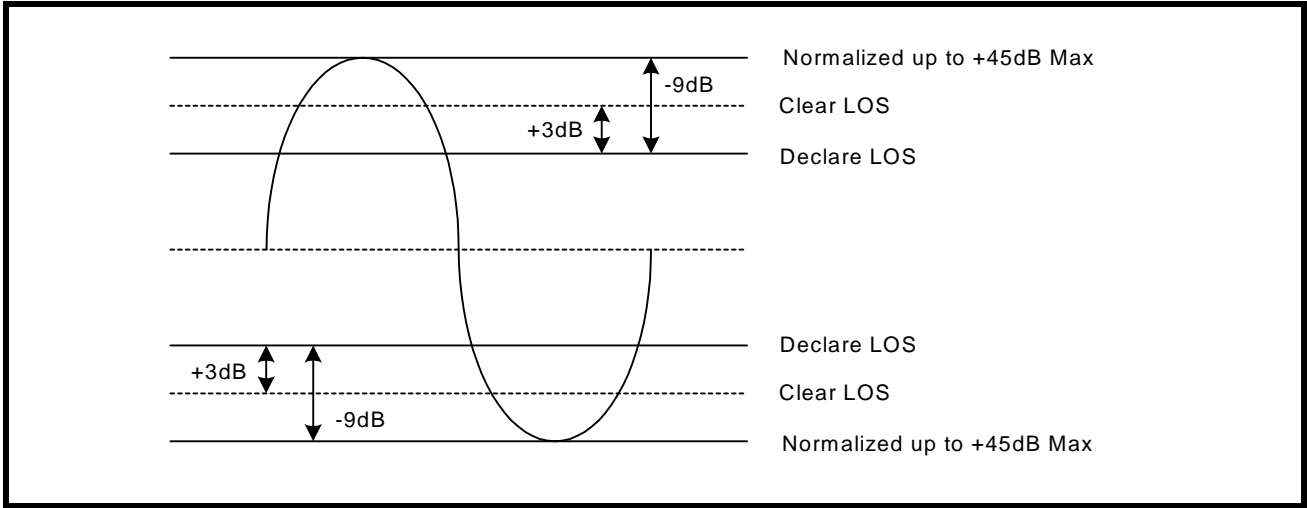 Normalized up to +45dB Max
-9dB
Clear LOS
+3dB
Declare LOS
Declare LOS
+3dB
Clear LOS
-9dB
Normalized up to +45dB Max